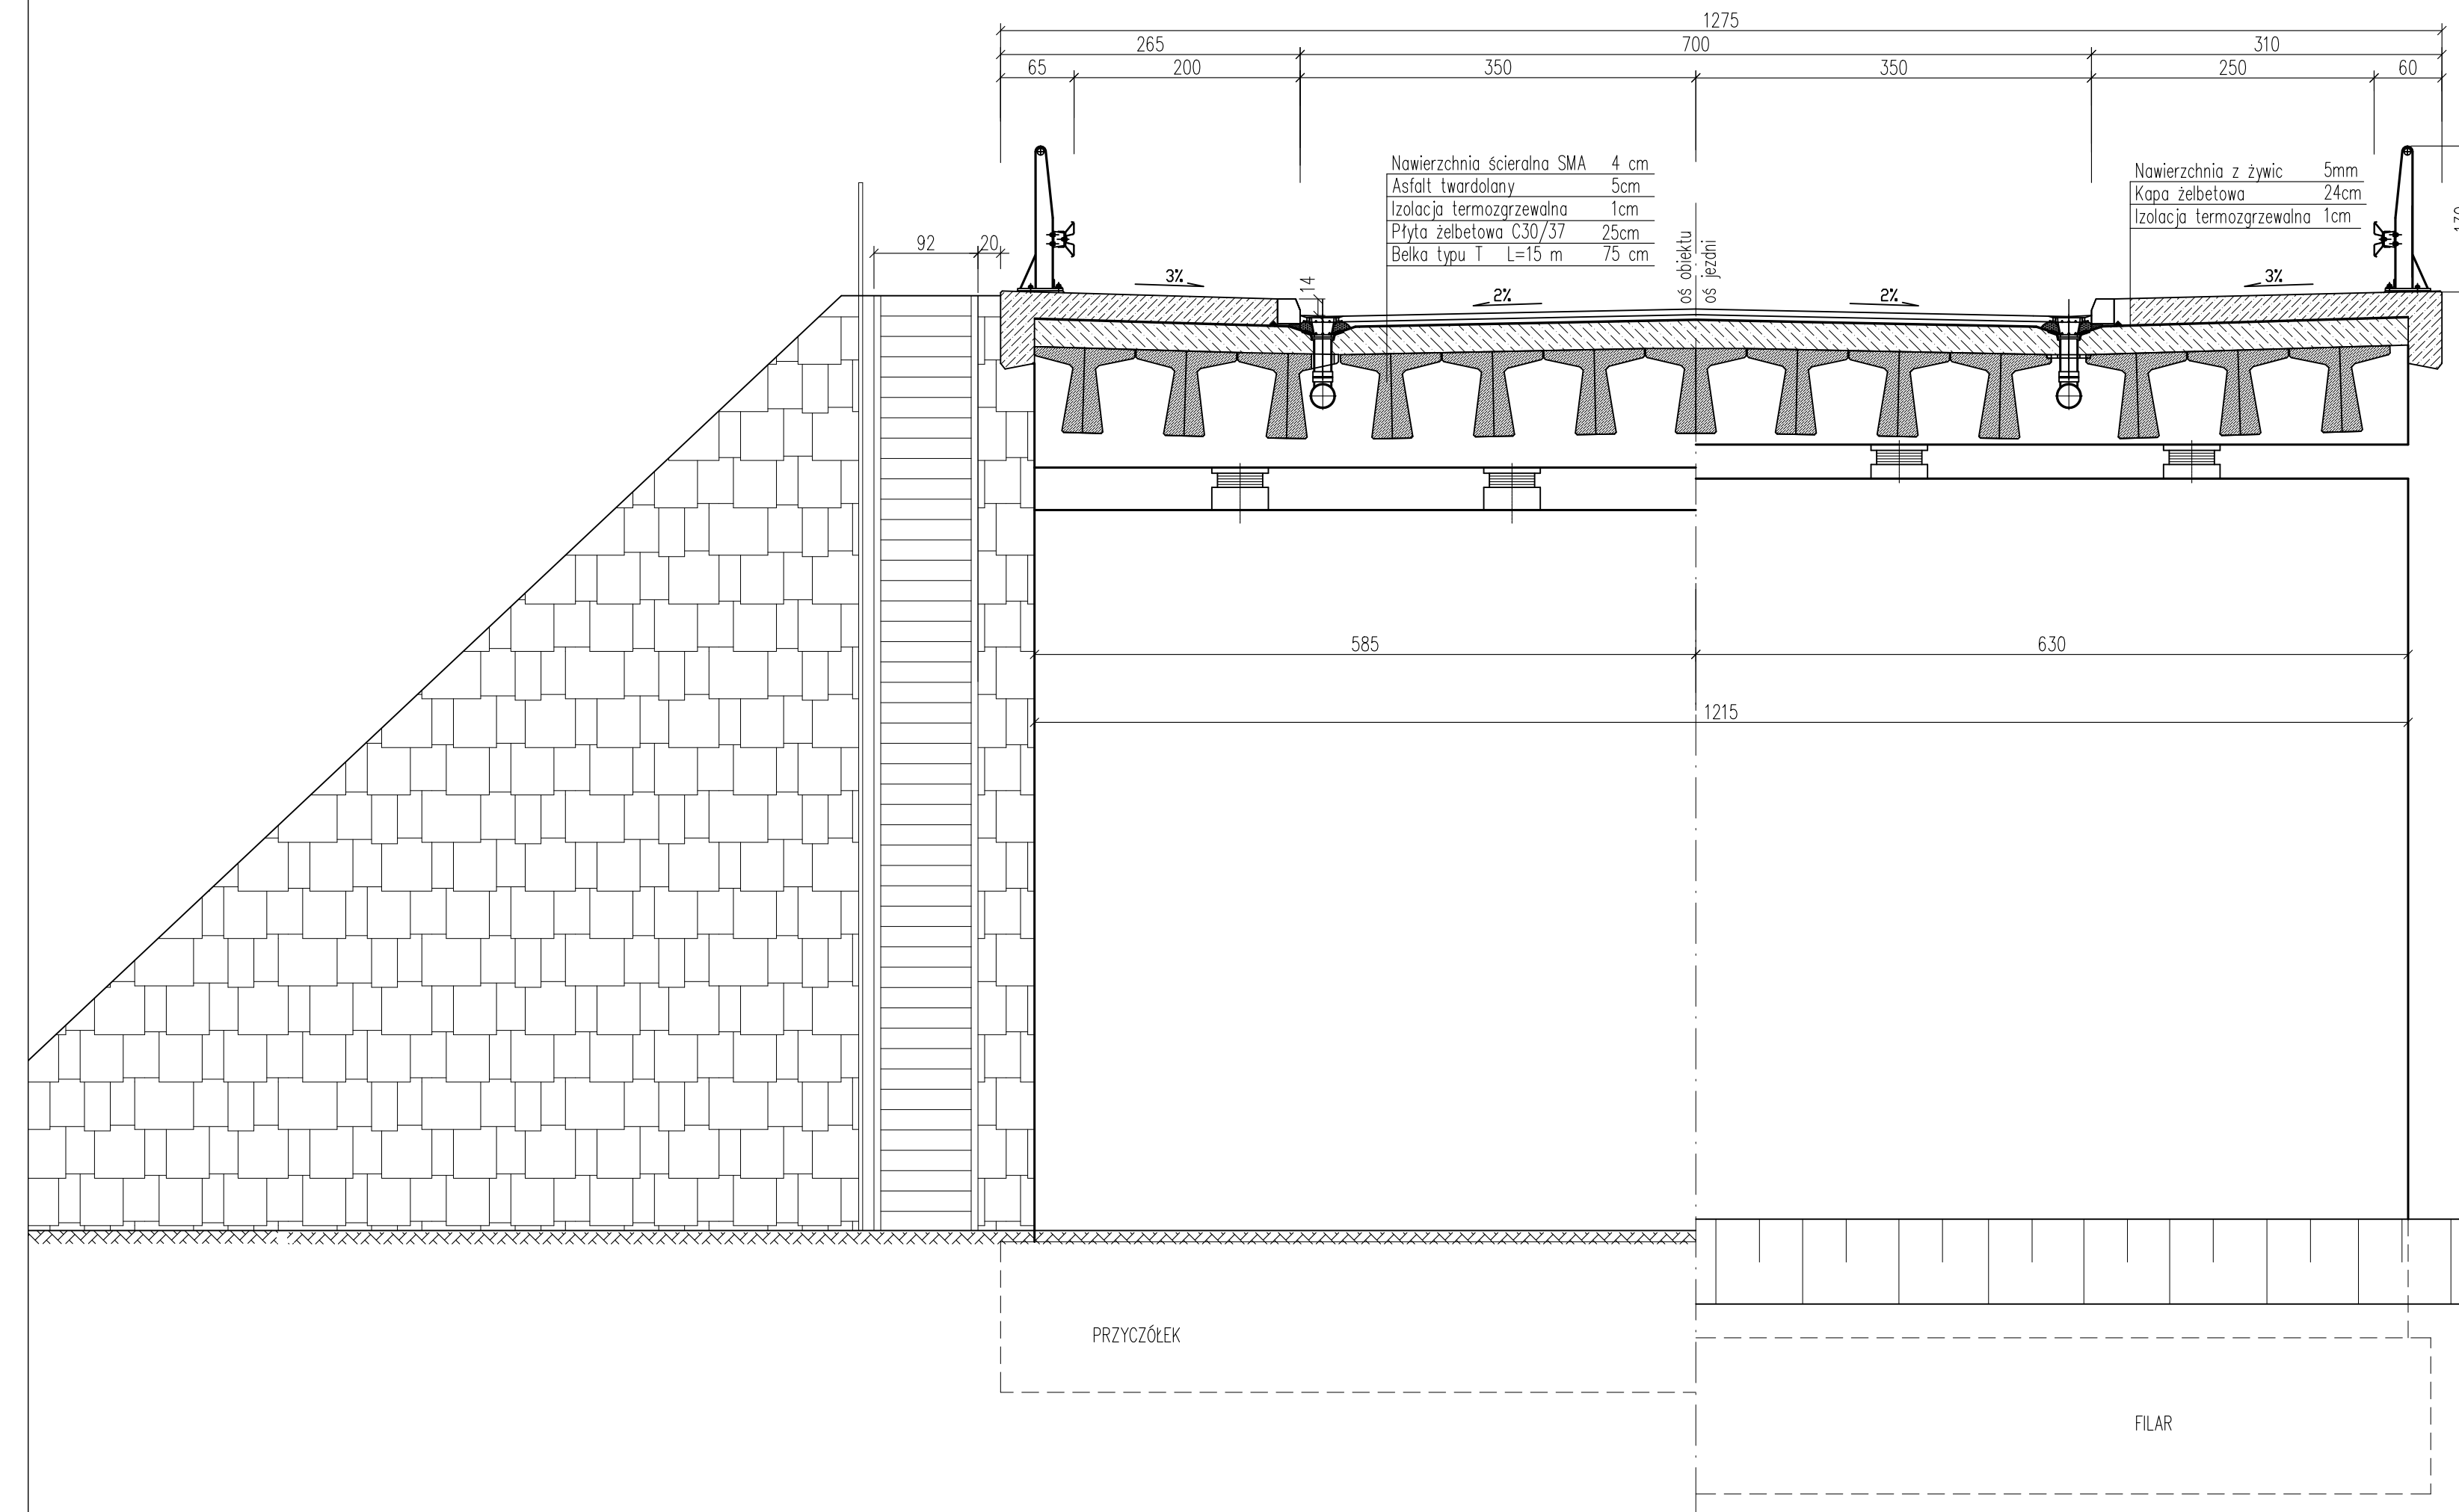 1275
265 700 310
65 200 350 350 250 60
Nawierzchnia ścieralna SMA 4 cm
Asfalt twardolany 5cm
Izolacja termozgrzewalna 1cm
Płyta żelbetowa C30/37 25cm
Belka typu T L=15 m 75 cm
oś obiektu
oś jezdni
Nawierzchnia z żywic 5mm
Kapa żelbetowa 24cm
Izolacja termozgrzewalna 1cm
92 20
3% 14 2% 2% 3%
585 630
1215
PRZYCZÓŁEK
FILAR